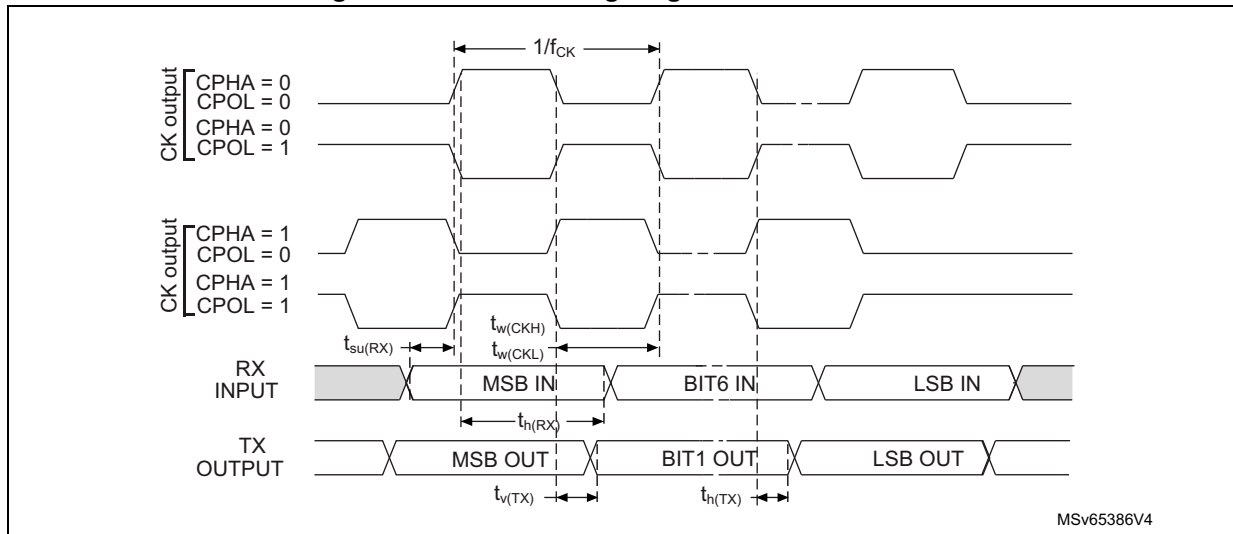 1/fCK
CK output
CPHA = 0
CPOL = 0
CPHA = 0
CPOL = 1
CK output
CPHA = 1
CPOL = 0
CPHA = 1
CPOL = 1
tw(CKH)
tw(CKL)
tsu(RX)
RX
INPUT
MSB IN
BIT6 IN
LSB IN
th(RX)
TX
OUTPUT
MSB OUT
BIT1 OUT
LSB OUT
tv(TX)
th(TX)
MSv65386V4